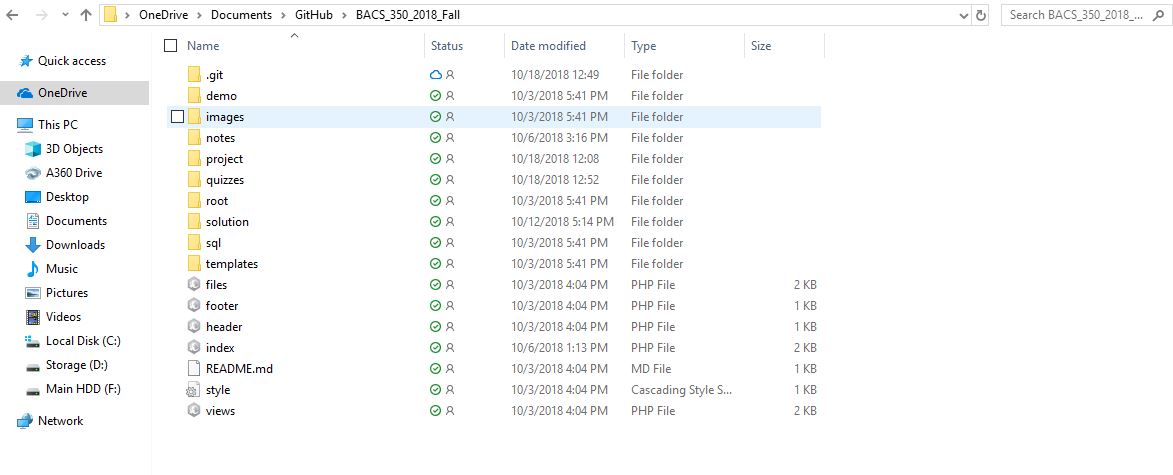 OneDrive > Documents > GitHub > BACS_350_2018_Fall Search BACS_350_2018_...
Name Status Date modified Type Size
Quick access
OneDrive
This PC
3D Objects
A360 Drive
Desktop
Documents
Downloads
Music
Pictures
Videos
Local Disk (C:)
Storage (D:)
Main HDD (F:)
Network
.git 10/18/2018 12:49 File folder
demo 10/3/2018 5:41 PM File folder
images 10/3/2018 5:41 PM File folder
notes 10/6/2018 3:16 PM File folder
project 10/18/2018 12:08 File folder
quizzes 10/18/2018 12:52 File folder
root 10/3/2018 5:41 PM File folder
solution 10/12/2018 5:14 PM File folder
sql 10/3/2018 5:41 PM File folder
templates 10/3/2018 5:41 PM File folder
files 10/3/2018 4:04 PM PHP File 2 KB
footer 10/3/2018 4:04 PM PHP File 1 KB
header 10/3/2018 4:04 PM PHP File 1 KB
index 10/6/2018 1:13 PM PHP File 2 KB
README.md 10/3/2018 4:04 PM MD File 1 KB
style 10/3/2018 4:04 PM Cascading Style S... 1 KB
views 10/3/2018 4:04 PM PHP File 2 KB